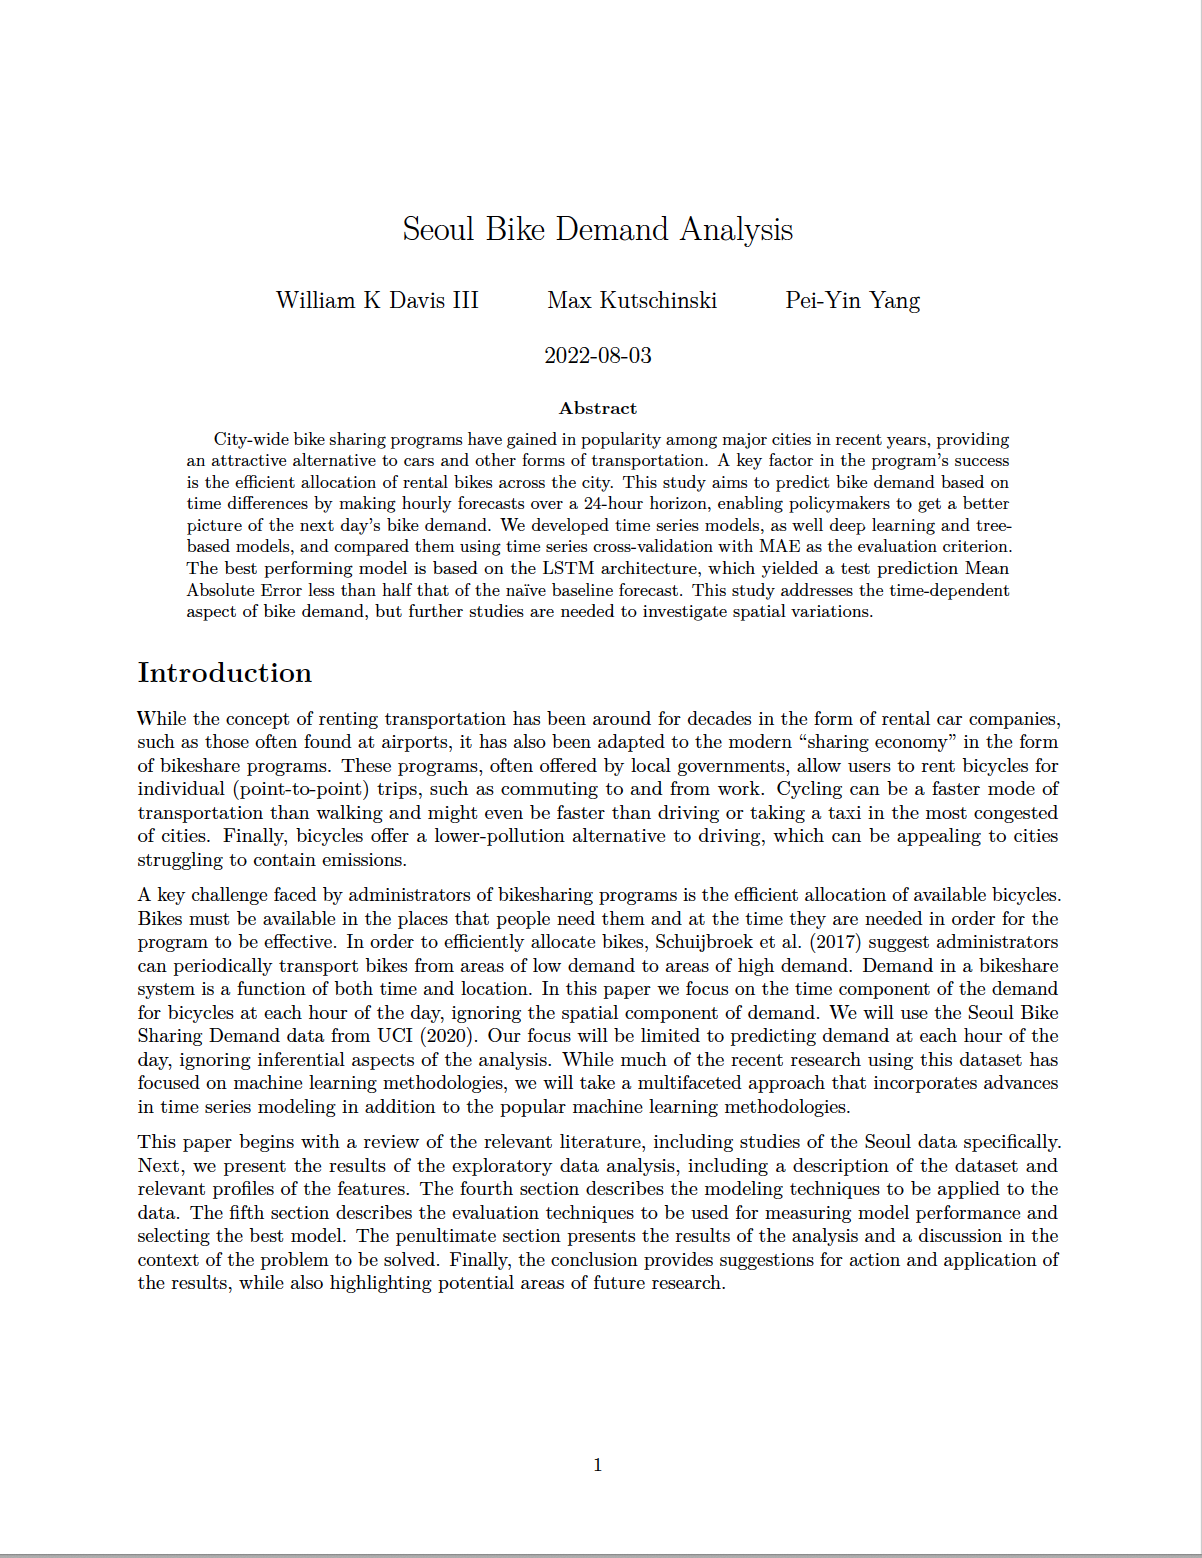 Seoul Bike Demand Analysis
William K Davis III Max Kutschinski Pei-Yin Yang
2022-08-03
Abstract
City-wide bike sharing programs have gained in popularity among major cities in recent years, providing
an attractive alternative to cars and other forms of transportation. A key factor in the program's success
is the efficient allocation of rental bikes across the city. This study aims to predict bike demand based on
time differences by making hourly forecasts over a 24-hour horizon, enabling policymakers to get a better
picture of the next day's bike demand. We developed time series models, as well deep learning and tree-
based models, and compared them using time series cross-validation with MAE as the evaluation criterion.
The best performing model is based on the LSTM architecture, which yielded a test prediction Mean
Absolute Error less than half that of the naïve baseline forecast. This study addresses the time-dependent
aspect of bike demand, but further studies are needed to investigate spatial variations.
Introduction
While the concept of renting transportation has been around for decades in the form of rental car companies,
such as those often found at airports, it has also been adapted to the modern “sharing economy” in the form
of bikeshare programs. These programs, often offered by local governments, allow users to rent bicycles for
individual (point-to-point) trips, such as commuting to and from work. Cycling can be a faster mode of
transportation than walking and might even be faster than driving or taking a taxi in the most congested
of cities. Finally, bicycles offer a lower-pollution alternative to driving, which can be appealing to cities
struggling to contain emissions.
A key challenge faced by administrators of bikesharing programs is the efficient allocation of available bicycles.
Bikes must be available in the places that people need them and at the time they are needed in order for the
program to be effective. In order to efficiently allocate bikes, Schuijbroek et al. (2017) suggest administrators
can periodically transport bikes from areas of low demand to areas of high demand. Demand in a bikeshare
system is a function of both time and location. In this paper we focus on the time component of the demand
for bicycles at each hour of the day, ignoring the spatial component of demand. We will use the Seoul Bike
Sharing Demand data from UCI (2020). Our focus will be limited to predicting demand at each hour of the
day, ignoring inferential aspects of the analysis. While much of the recent research using this dataset has
focused on machine learning methodologies, we will take a multifaceted approach that incorporates advances
in time series modeling in addition to the popular machine learning methodologies.
This paper begins with a review of the relevant literature, including studies of the Seoul data specifically.
Next, we present the results of the exploratory data analysis, including a description of the dataset and
relevant profiles of the features. The fourth section describes the modeling techniques to be applied to the
data. The fifth section describes the evaluation techniques to be used for measuring model performance and
selecting the best model. The penultimate section presents the results of the analysis and a discussion in the
context of the problem to be solved. Finally, the conclusion provides suggestions for action and application of
the results, while also highlighting potential areas of future research.
1